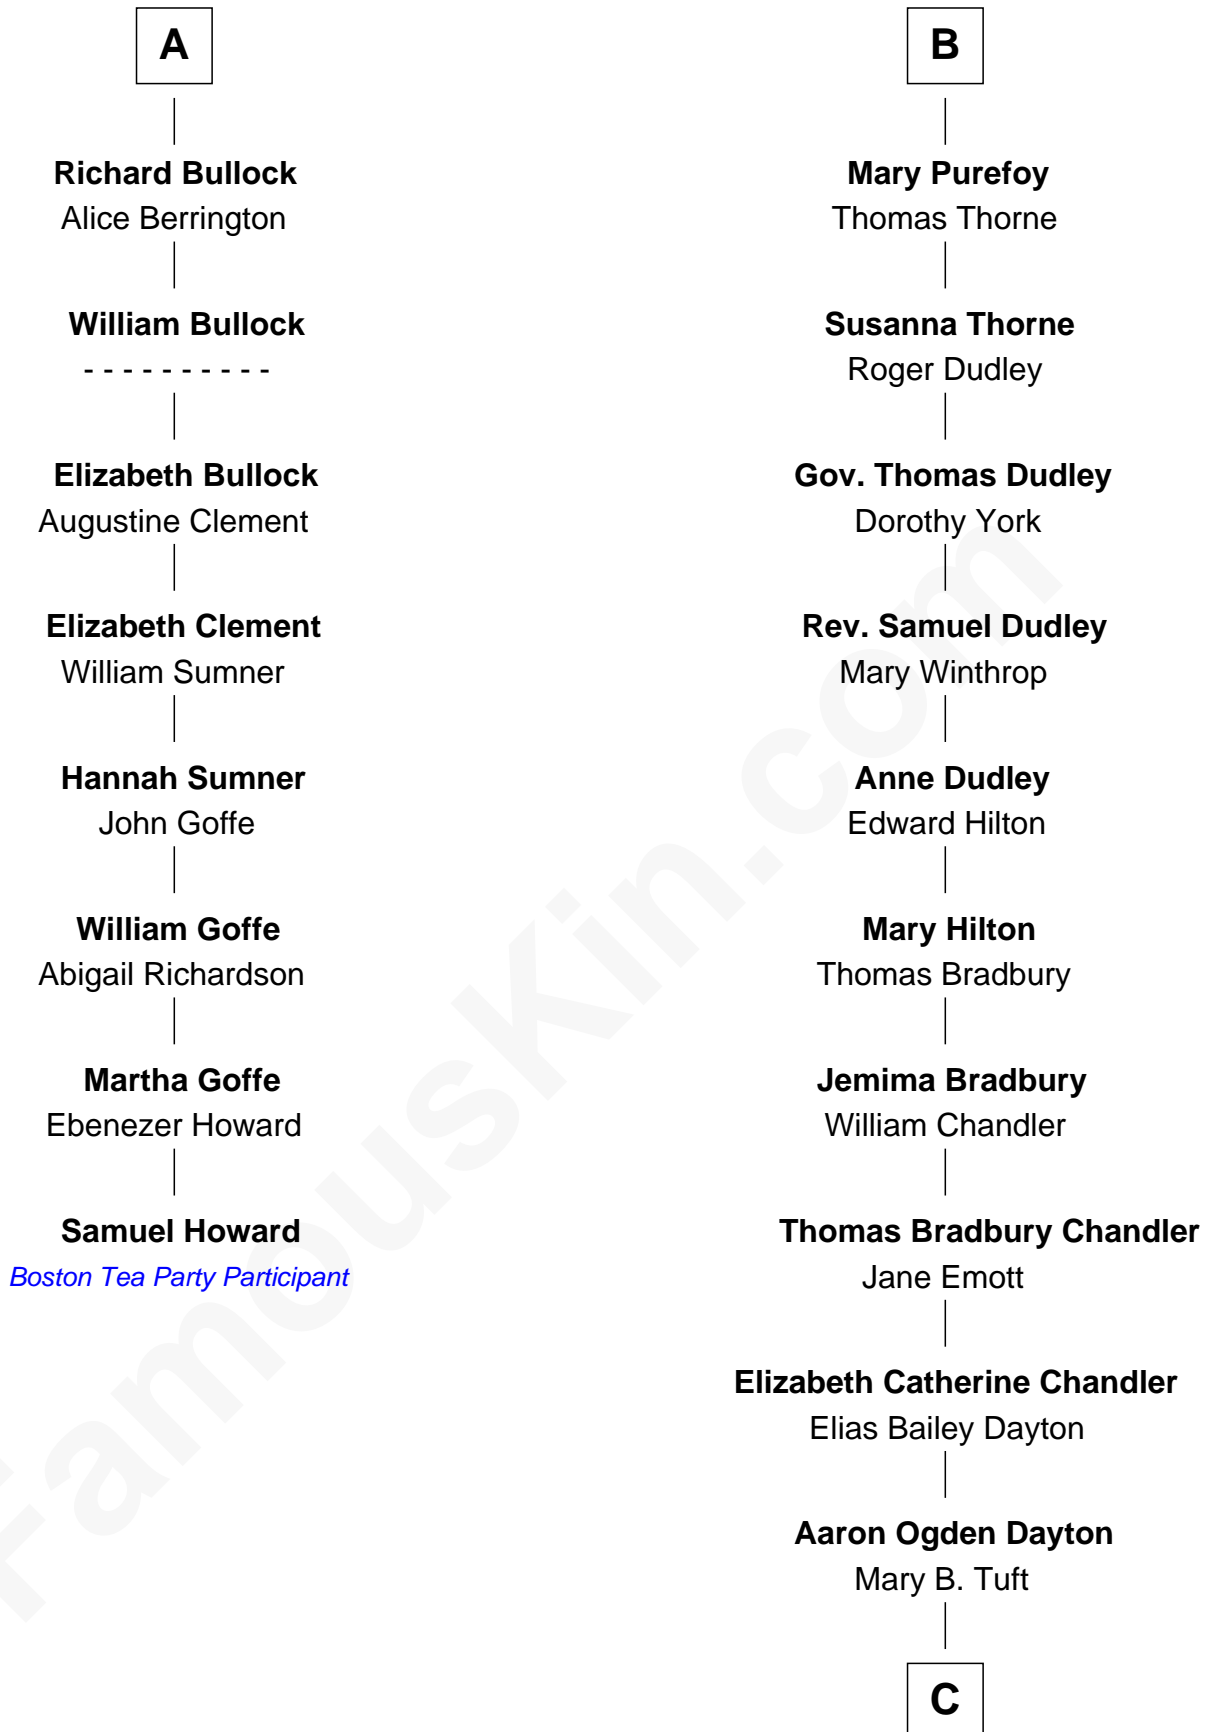 A
Richard Bullock
Alice Berrington
William Bullock
- - - - - - - - - -
Elizabeth Bullock
Augustine Clement
Elizabeth Clement
William Sumner
Hannah Sumner
John Goffe
William Goffe
Abigail Richardson
Martha Goffe
Ebenezer Howard
Samuel Howard
Boston Tea Party Participant
B
Mary Purefoy
Thomas Thorne
Susanna Thorne
Roger Dudley
Gov. Thomas Dudley
Dorothy York
Rev. Samuel Dudley
Mary Winthrop
Anne Dudley
Edward Hilton
Mary Hilton
Thomas Bradbury
Jemima Bradbury
William Chandler
Thomas Bradbury Chandler
Jane Emott
Elizabeth Catherine Chandler
Elias Bailey Dayton
Aaron Ogden Dayton
Mary B. Tuft
C
FamousKin.com